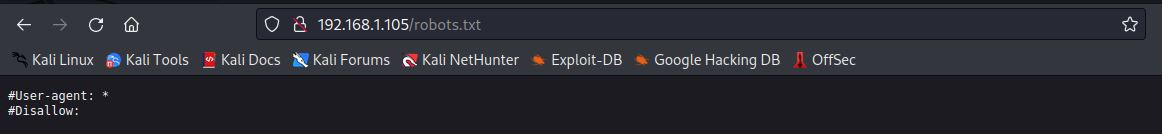 192.168.1.105/robots.txt
Kali Linux Kali Tools Kali Docs Kali Forums Kali NetHunter Exploit-DB Google Hacking DB OffSec
#User-agent: *
#Disallow: